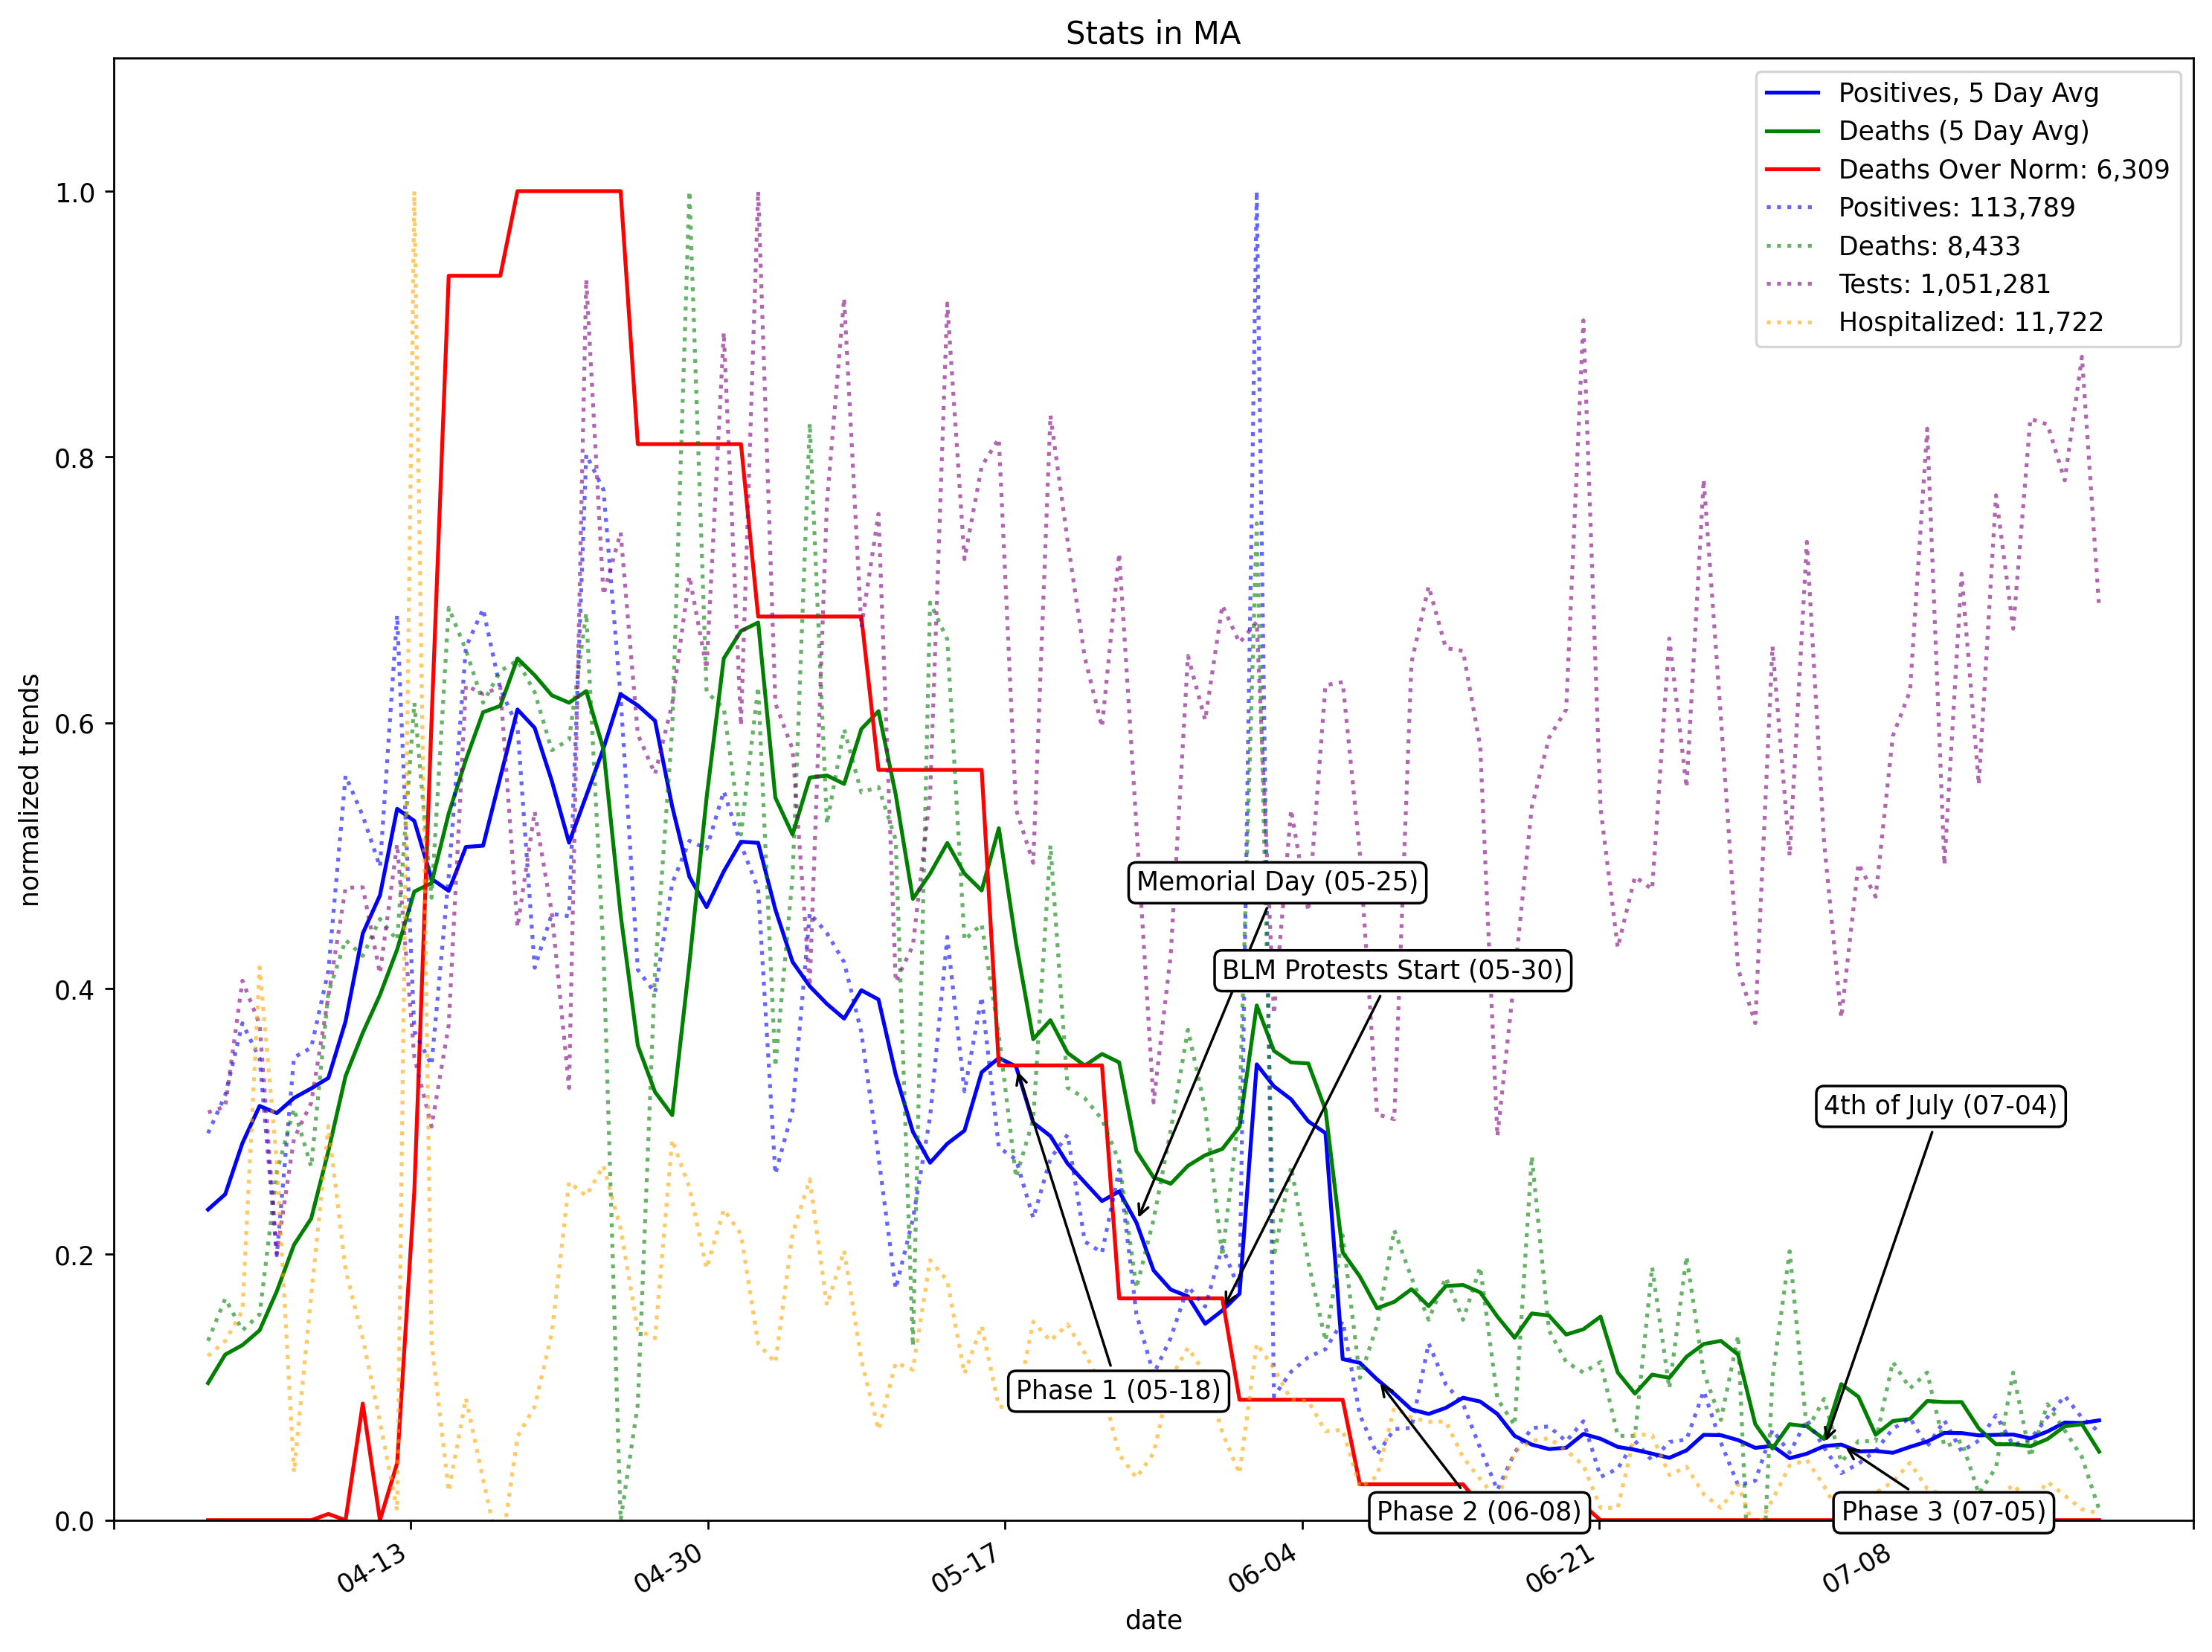 Stats in MA
Positives, 5 Day Avg
Deaths (5 Day Avg)
Deaths Over Norm: 6,309
Positives: 113,789
Deaths: 8,433
Tests: 1,051,281
Hospitalized: 11,722
normalized trends
1.0
0.8
0.6
0.4
0.2
0.0
Memorial Day (05-25)
BLM Protests Start (05-30)
4th of July (07-04)
Phase 1 (05-18)
Phase 2 (06-08)
Phase 3 (07-05)
04-13
04-30
05-17
06-04
06-21
07-08
date